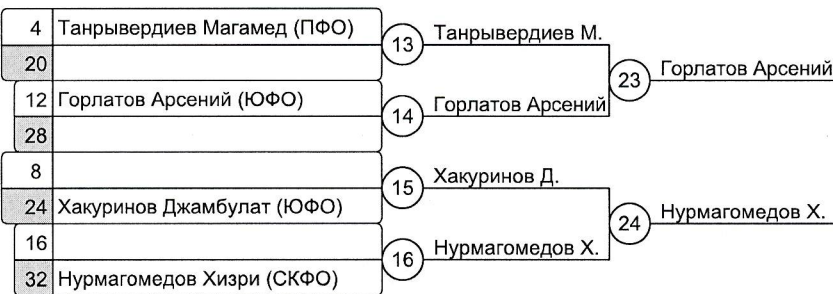 4 Танрывердиев Магамед (ПФО)
20
13 Танрывердиев М.
12 Горлатов Арсений (ЮФО)
28
14 Горлатов Арсений
23 Горлатов Арсений
8
24 Хакуринов Джамбулат (ЮФО)
15 Хакуринов Д.
16
32 Нурмагомедов Хизри (СКФО)
16 Нурмагомедов Х.
24 Нурмагомедов Х.